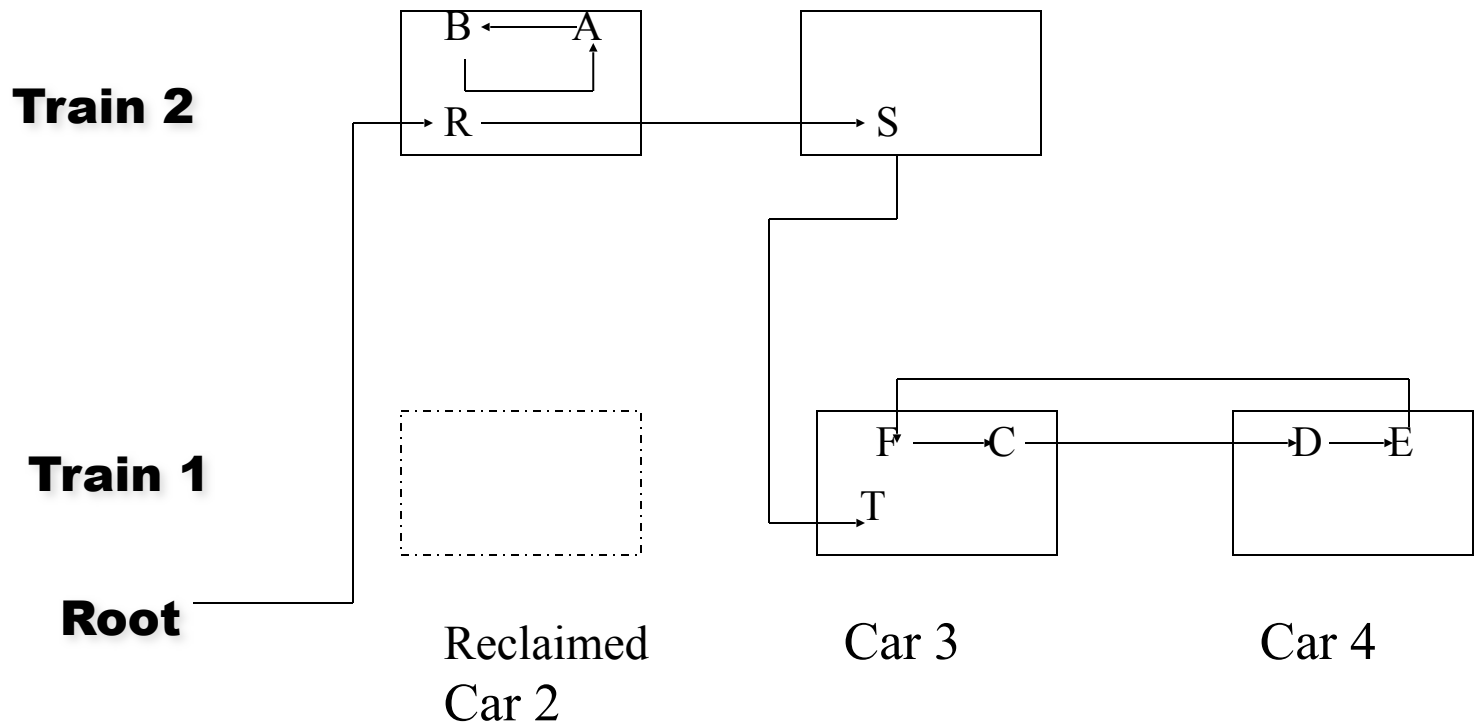 B A
Train 2
R S
F C D E
Train 1
T
Root
Reclaimed Car 3 Car 4
Car 2